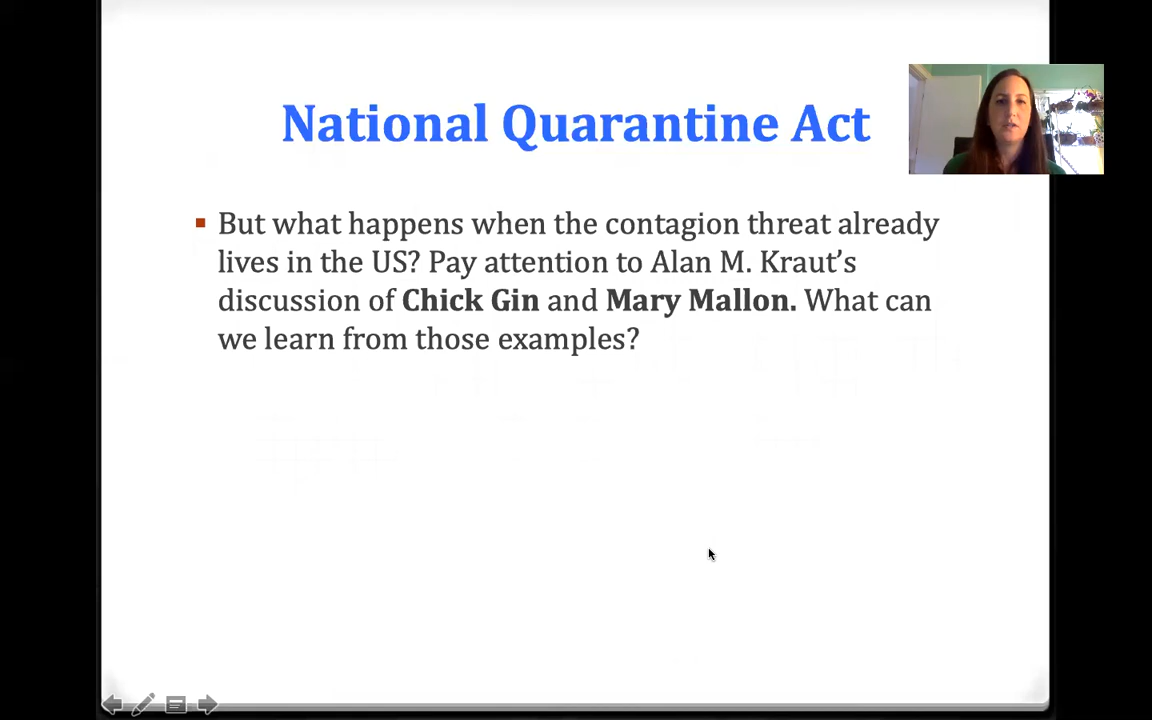 National Quarantine Act
But what happens when the contagion threat already
lives in the US? Pay attention to Alan M. Kraut’s
discussion of Chick Gin and Mary Mallon. What can
we learn from those examples?